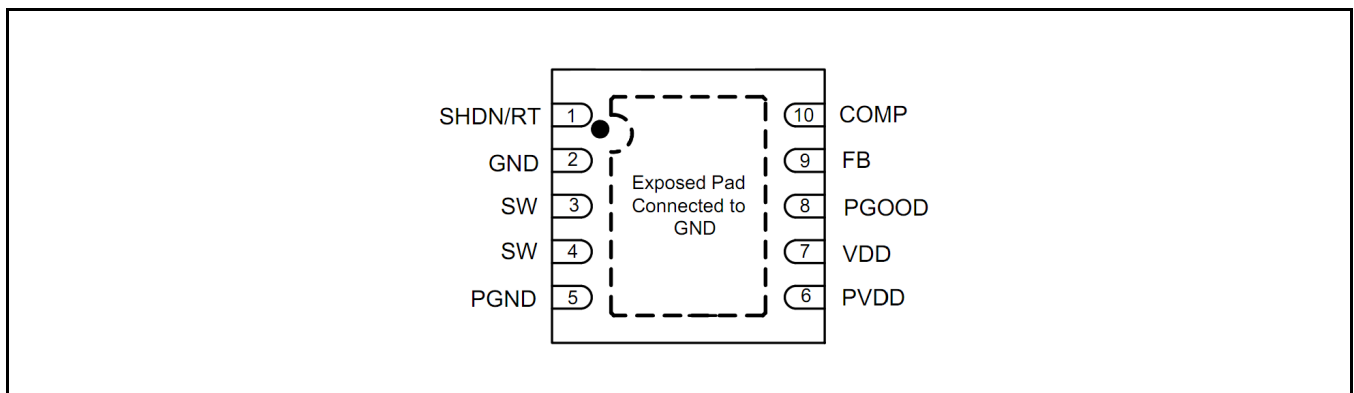 SHDN/RT 1
GND 2
SW 3
SW 4
PGND 5
Exposed Pad
Connected to
GND
10 COMP
9 FB
8 PGOOD
7 VDD
6 PVDD